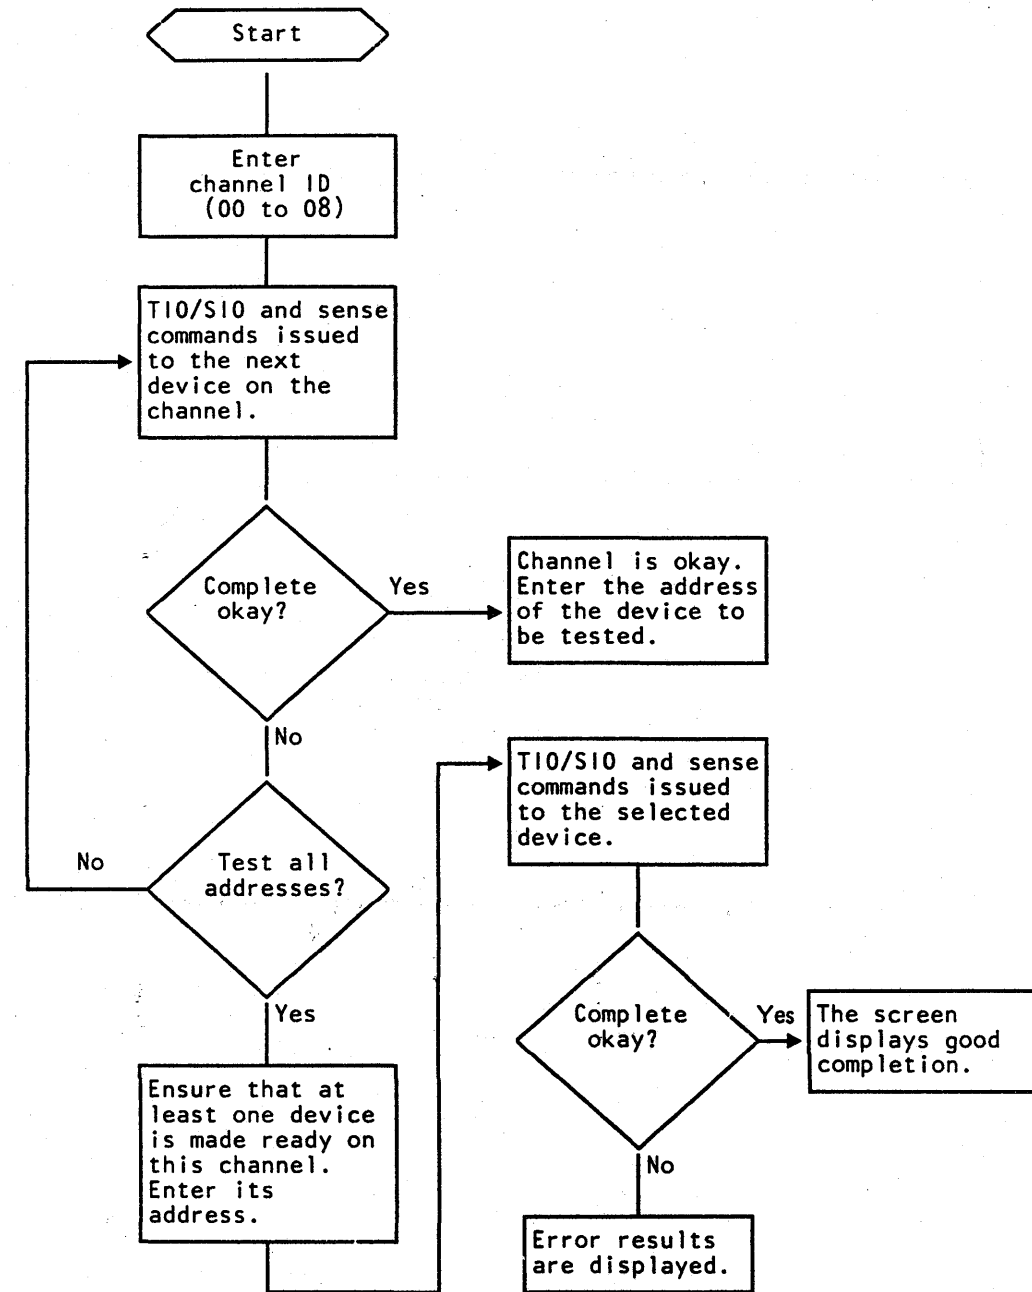 Start
Enter
channel ID
(00 to 08)
TIO/SIO and sense
commands issued
to the next
device on the
channel.
Complete
okay?
Yes
Channel is okay.
Enter the address
of the device to
be tested.
No
Test all
addresses?
No
Yes
Ensure that at
least one device
is made ready on
this channel.
Enter its
address.
TIO/SIO and sense
commands issued
to the selected
device.
Complete
okay?
Yes
The screen
displays good
completion.
No
Error results
are displayed.